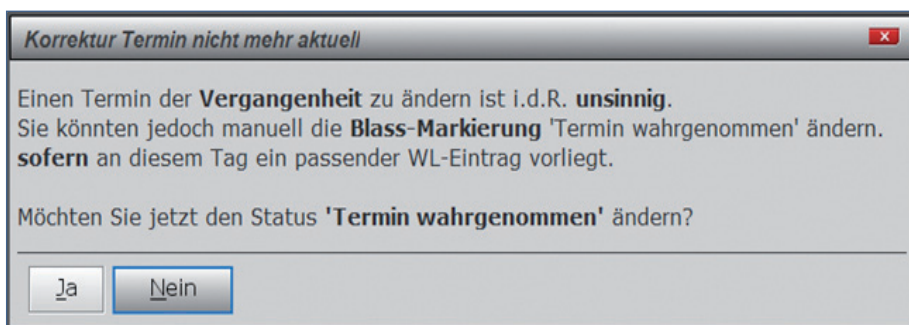 Korrektur Termin nicht mehr aktuell
Einen Termin der Vergangenheit zu ändern ist i.d.R. unsinnig.
Sie könnten jedoch manuell die Blass-Markierung 'Termin wahrgenommen' ändern.
sofern an diesem Tag ein passender WL-Eintrag vorliegt.
Möchten Sie jetzt den Status 'Termin wahrgenommen' ändern?
Ja Nein